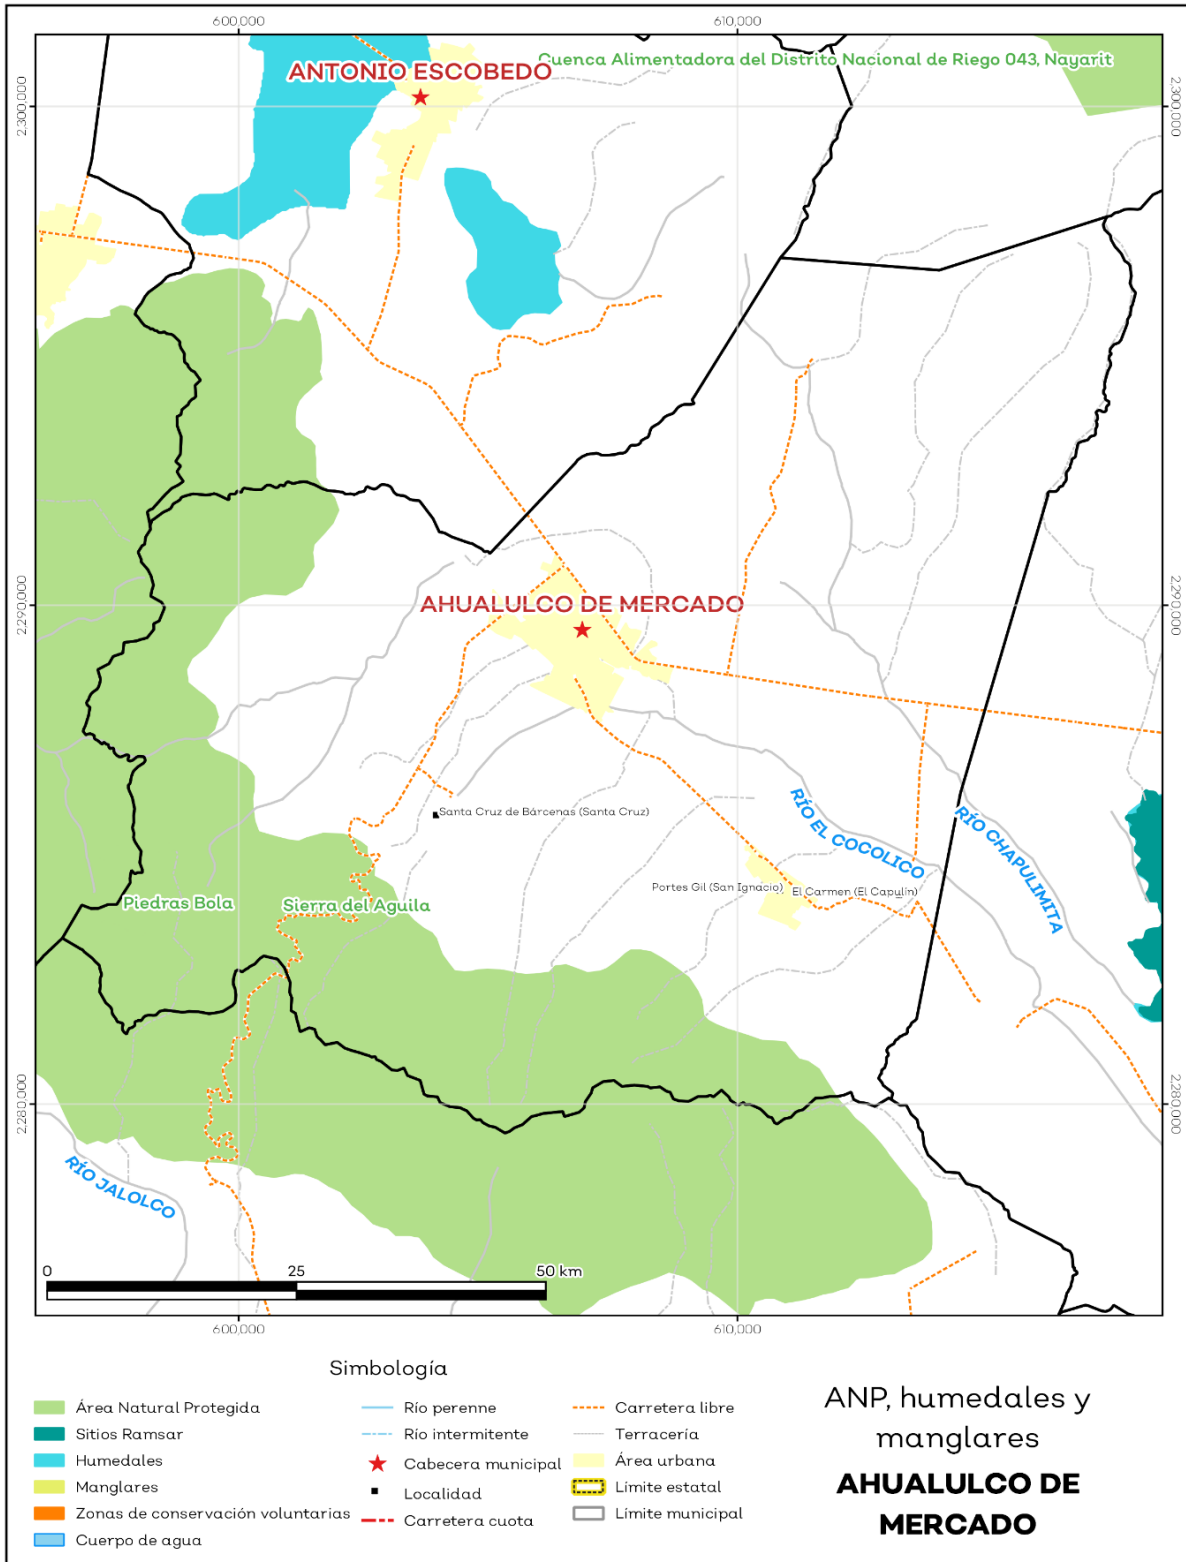 600,000
610,000
Cuenca Alimentadora del Distrito Nacional de Riego 043, Nayarit
ANTONIO ESCOBEDO
2,300,000
2,300,000
AHUALULCO DE MERCADO
2,290,000
2,290,000
Santa Cruz de Bárcenas (Santa Cruz)
RÍO EL COCOLICO
RÍO CHAPULIMITA
Portes Gil (San Ignacio)
El Carmen (El Capulín)
Piedras Bola
Sierra del Aguila
2,280,000
2,280,000
RÍO JALOLCO
0
25
50 km
600,000
610,000
Simbología
Área Natural Protegida
Sitios Ramsar
Humedales
Manglares
Zonas de conservación voluntarias
Cuerpo de agua
Río perenne
Río intermitente
Cabecera municipal
Localidad
Carretera cuota
Carretera libre
Terracería
Área urbana
Límite estatal
Límite municipal
ANP, humedales y
manglares
AHUALULCO DE
MERCADO